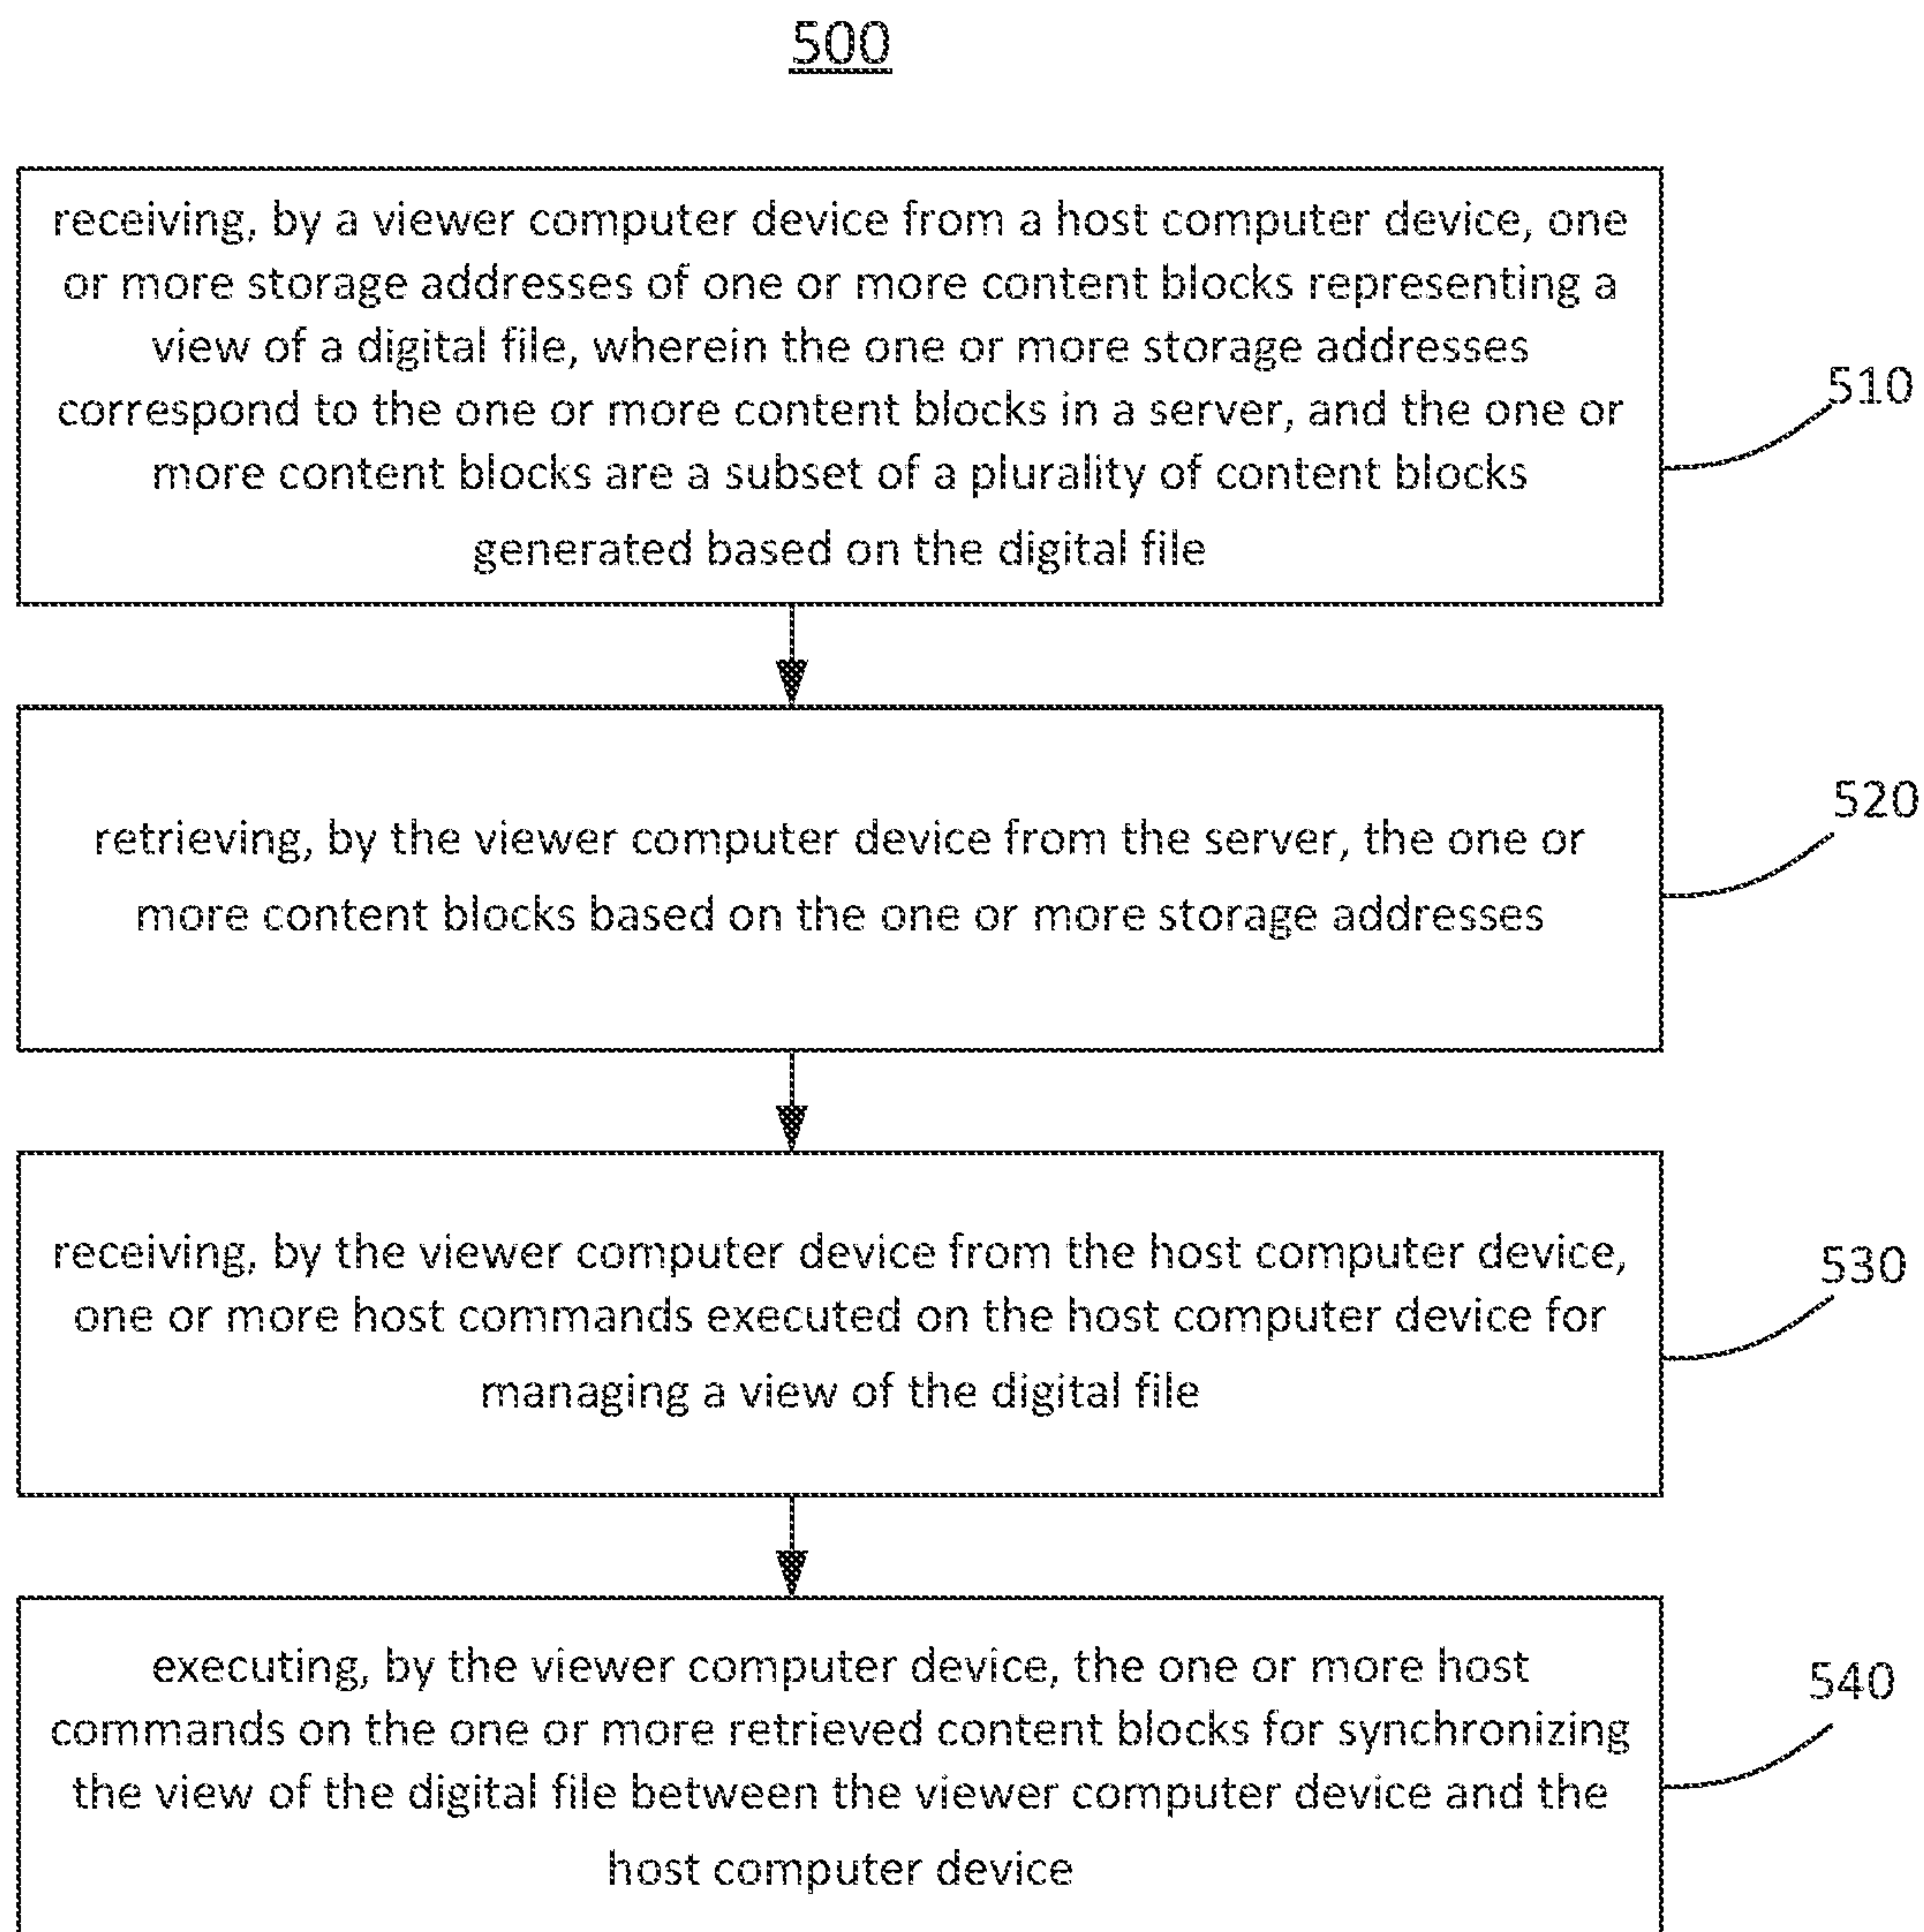 500
receiving, by a viewer computer device from a host computer device, one
or more storage addresses of one or more content blocks representing a
view of a digital file, wherein the one or more storage addresses
correspond to the one or more content blocks in a server, and the one or
more content blocks are a subset of a plurality of content blocks
generated based on the digital file
510
retrieving, by the viewer computer device from the server, the one or
more content blocks based on the one or more storage addresses
520
receiving, by the viewer computer device from the host computer device,
one or more host commands executed on the host computer device for
managing a view of the digital file
530
executing, by the viewer computer device, the one or more host
commands on the one or more retrieved content blocks for synchronizing
the view of the digital file between the viewer computer device and the
host computer device
540